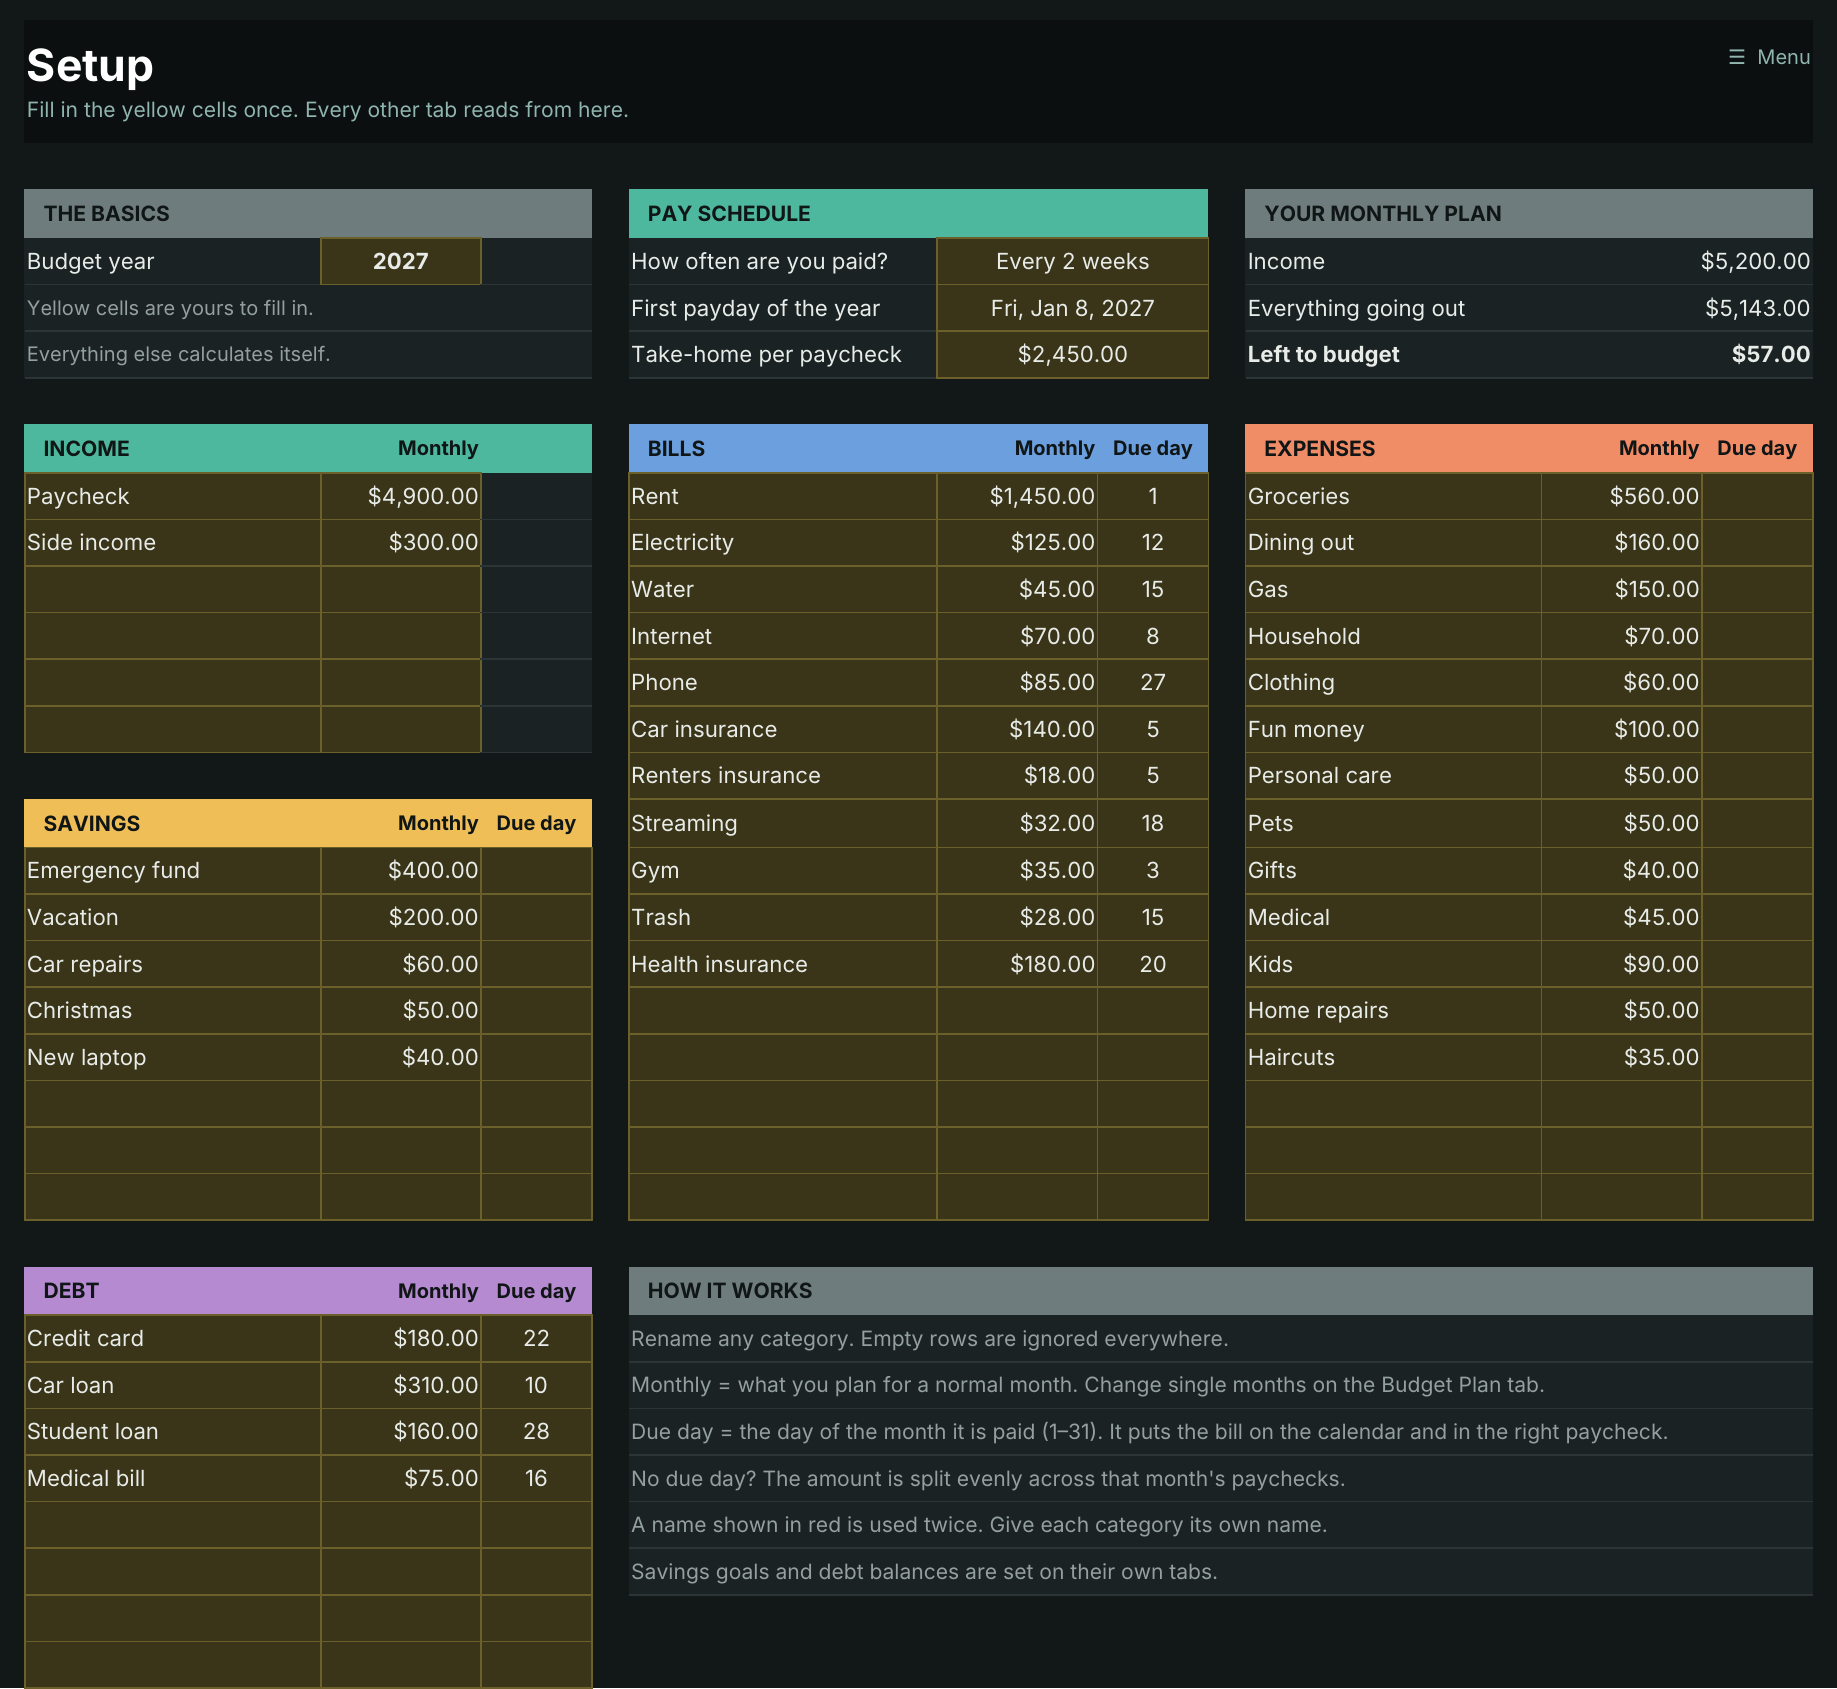 Setup
☰ Menu
Fill in the yellow cells once. Every other tab reads from here.
THE BASICS
Budget year 2027
Yellow cells are yours to fill in.
Everything else calculates itself.
PAY SCHEDULE
How often are you paid? Every 2 weeks
First payday of the year Fri, Jan 8, 2027
Take-home per paycheck $2,450.00
YOUR MONTHLY PLAN
Income $5,200.00
Everything going out $5,143.00
Left to budget $57.00
INCOME Monthly
Paycheck $4,900.00
Side income $300.00
SAVINGS Monthly Due day
Emergency fund $400.00
Vacation $200.00
Car repairs $60.00
Christmas $50.00
New laptop $40.00
BILLS Monthly Due day
Rent $1,450.00 1
Electricity $125.00 12
Water $45.00 15
Internet $70.00 8
Phone $85.00 27
Car insurance $140.00 5
Renters insurance $18.00 5
Streaming $32.00 18
Gym $35.00 3
Trash $28.00 15
Health insurance $180.00 20
EXPENSES Monthly Due day
Groceries $560.00
Dining out $160.00
Gas $150.00
Household $70.00
Clothing $60.00
Fun money $100.00
Personal care $50.00
Pets $50.00
Gifts $40.00
Medical $45.00
Kids $90.00
Home repairs $50.00
Haircuts $35.00
DEBT Monthly Due day
Credit card $180.00 22
Car loan $310.00 10
Student loan $160.00 28
Medical bill $75.00 16
HOW IT WORKS
Rename any category. Empty rows are ignored everywhere.
Monthly = what you plan for a normal month. Change single months on the Budget Plan tab.
Due day = the day of the month it is paid (1–31). It puts the bill on the calendar and in the right paycheck.
No due day? The amount is split evenly across that month's paychecks.
A name shown in red is used twice. Give each category its own name.
Savings goals and debt balances are set on their own tabs.